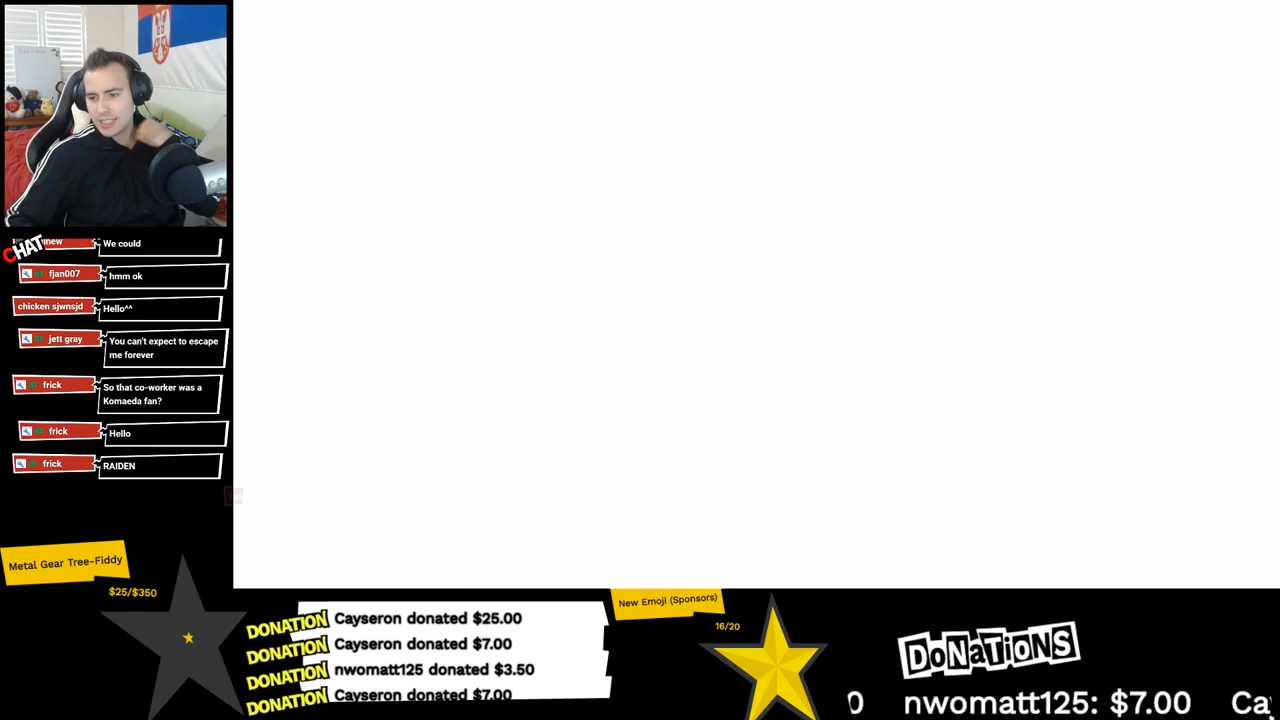 CHAT
We could
fjan007
hmm ok
chicken sjwnsjd
Hello^^
jett gray
You can't expect to escape
me forever
frick
So that co-worker was a
Komaeda fan?
frick
Hello
frick
RAIDEN
Metal Gear Tree-Fiddy
$25/$350
DONATION Cayseron donated $25.00
DONATION Cayseron donated $7.00
DONATION nwomatt125 donated $3.50
DONATION Cayseron donated $7.00
New Emoji (Sponsors)
16/20
DoNaTioNS
0 nwomatt125: $7.00 Ca